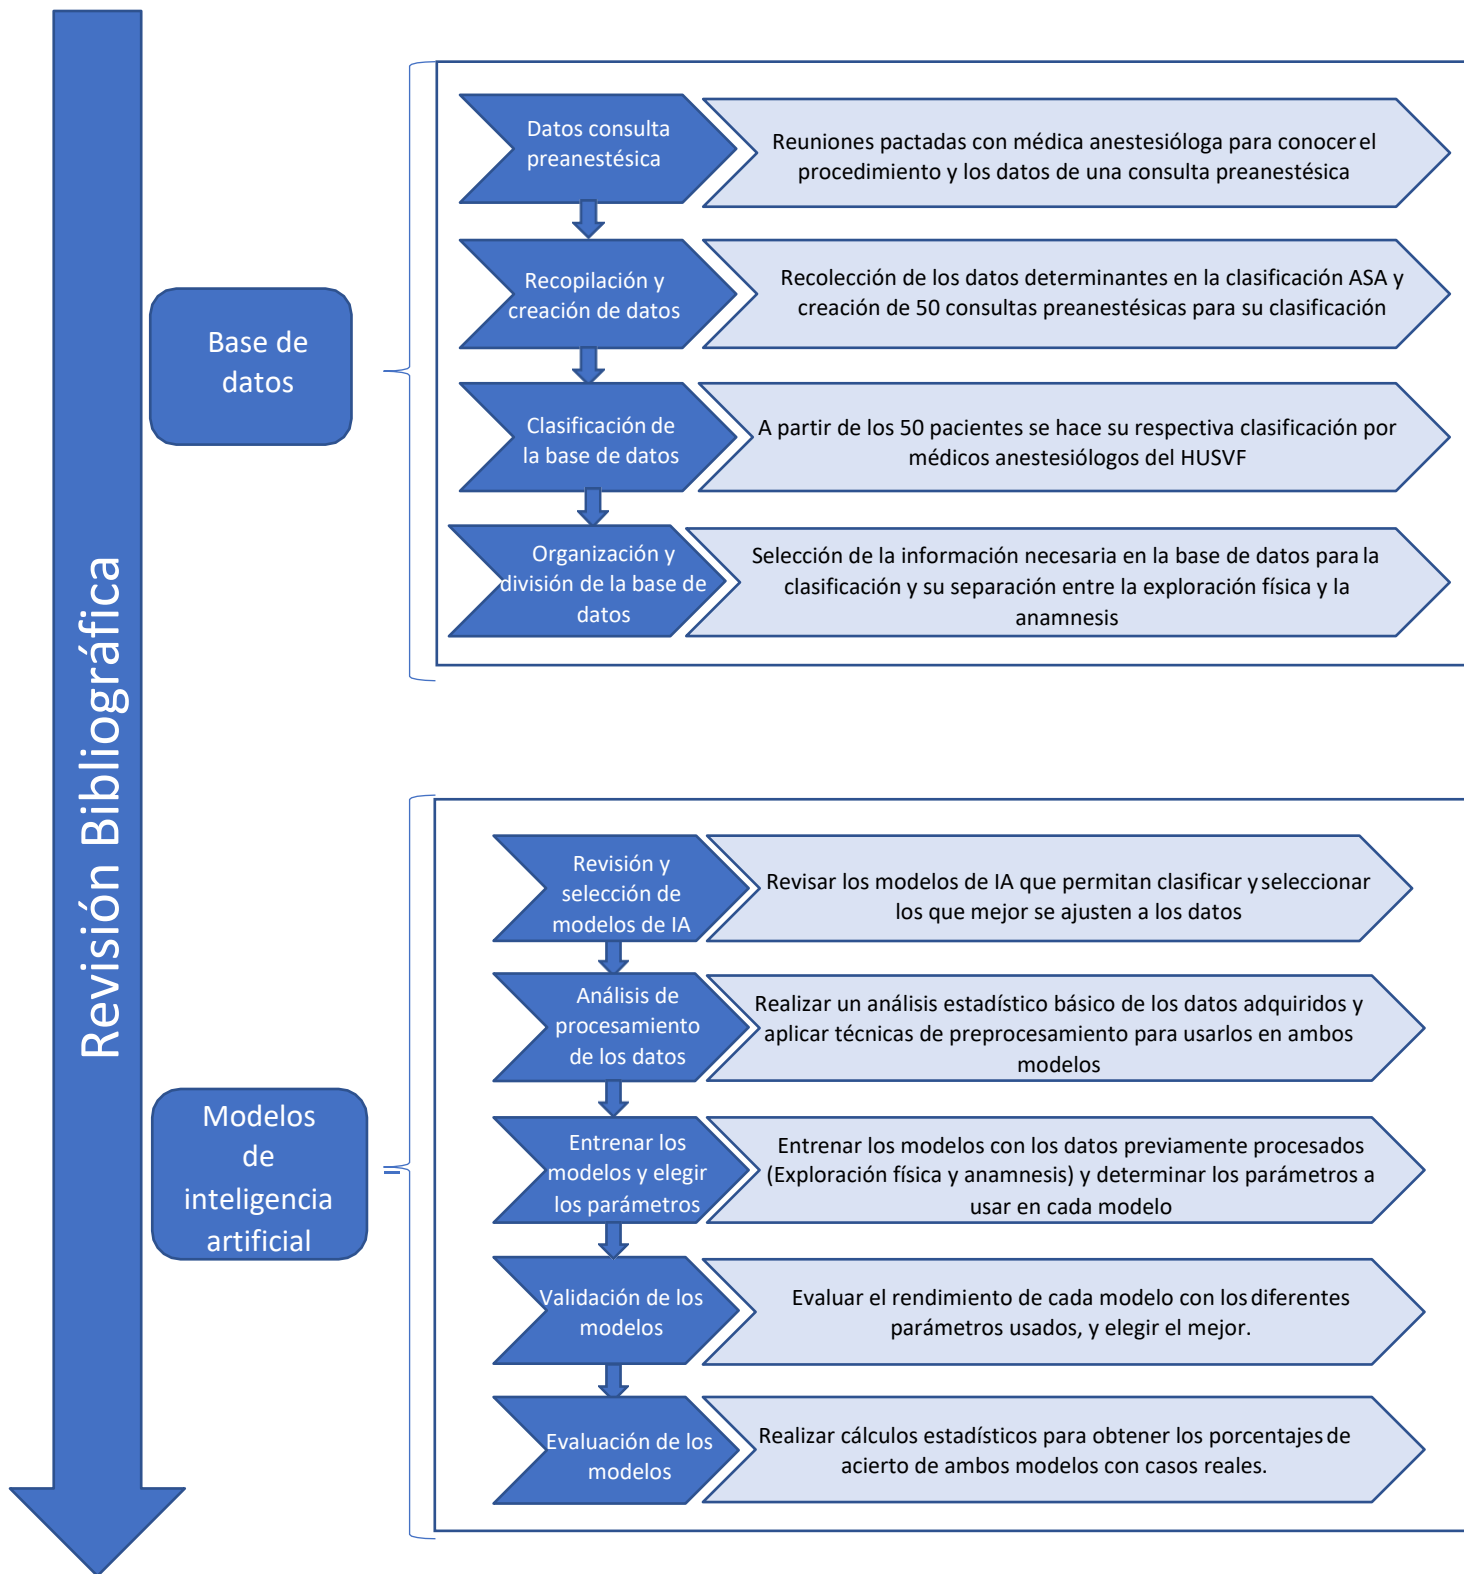 Revisión Bibliográfica
Base de
datos
Datos consulta
preanestésica
Reuniones pactadas con médica anestesióloga para conocer el
procedimiento y los datos de una consulta preanestésica
Recopilación y
creación de datos
Recolección de los datos determinantes en la clasificación ASA y
creación de 50 consultas preanestésicas para su clasificación
Clasificación de
la base de datos
A partir de los 50 pacientes se hace su respectiva clasificación por
médicos anestesiólogos del HUSVF
Organización y
división de la base de
datos
Selección de la información necesaria en la base de datos para la
clasificación y su separación entre la exploración física y la
anamnesis
Modelos
de
inteligencia
artificial
Revisión y
selección de
modelos de IA
Revisar los modelos de IA que permitan clasificar y seleccionar
los que mejor se ajusten a los datos
Análisis de
procesamiento
de los datos
Realizar un análisis estadístico básico de los datos adquiridos y
aplicar técnicas de preprocesamiento para usarlos en ambos
modelos
Entrenar los
modelos y elegir
los parámetros
Entrenar los modelos con los datos previamente procesados
(Exploración física y anamnesis) y determinar los parámetros a
usar en cada modelo
Validación de los
modelos
Evaluar el rendimiento de cada modelo con los diferentes
parámetros usados, y elegir el mejor.
Evaluación de los
modelos
Realizar cálculos estadísticos para obtener los porcentajes de
acierto de ambos modelos con casos reales.